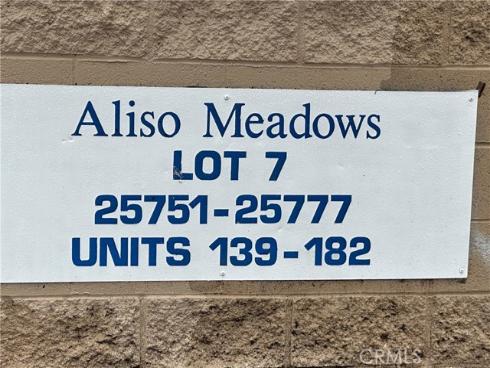 Aliso Meadows
LOT 7
25751-25777
UNITS 139-182
CRMLS